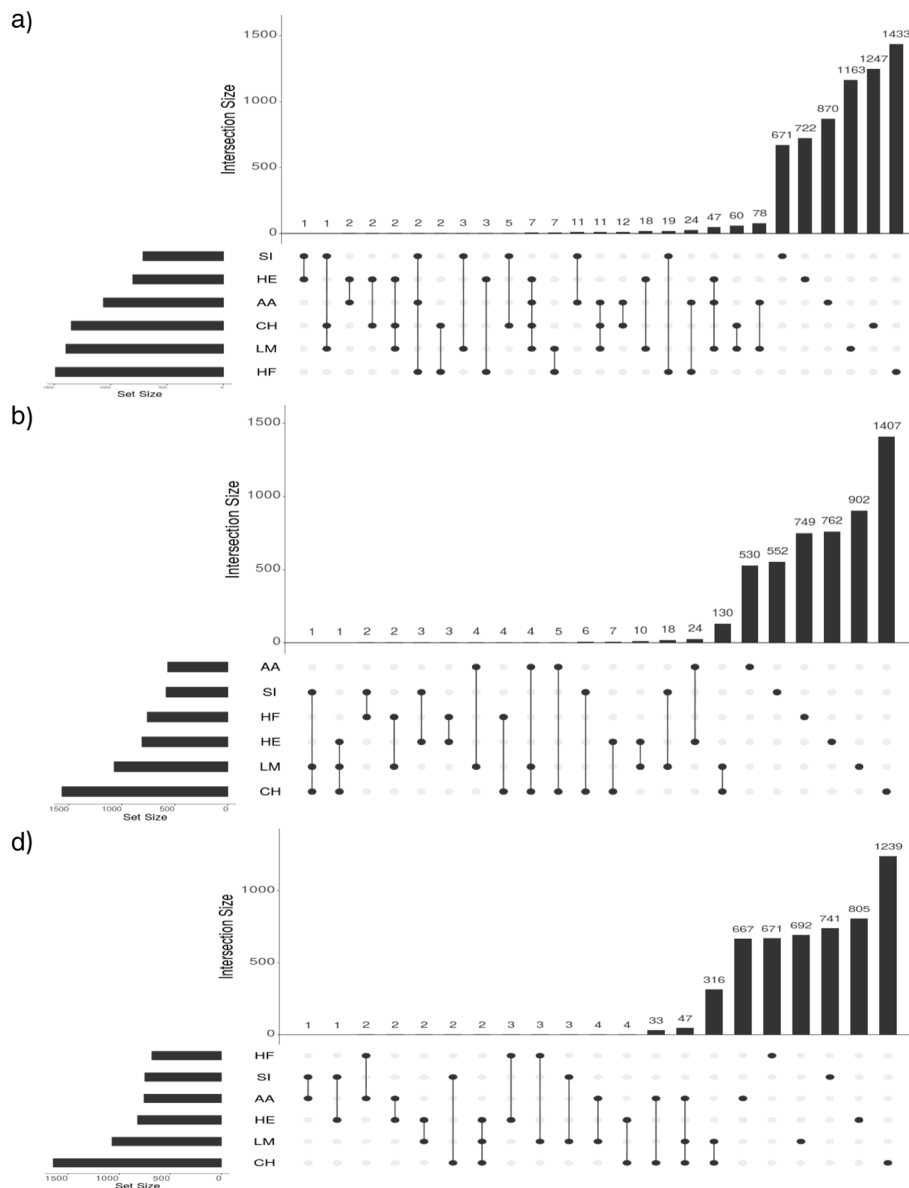 a)
1500
1000
500
0
Intersection Size
1 1 2 2 2 2 2 3 3 5 7 7 11 11 12 18 19 24 47 60 78 671 722 870 1163 1247 1433
SI
HE
AA
CH
LM
HF
1500 1000 500 0
Set Size
b)
1500
1000
500
0
Intersection Size
1 1 2 2 3 3 4 4 4 5 6 7 10 18 24 130 530 552 749 762 902 1407
AA
SI
HF
HE
LM
CH
1500 1000 500 0
Set Size
d)
1000
500
0
Intersection Size
1 1 2 2 2 2 2 3 3 3 4 4 33 47 316 667 671 692 741 805 1239
HF
SI
AA
HE
LM
CH
1500 1000 500 0
Set Size